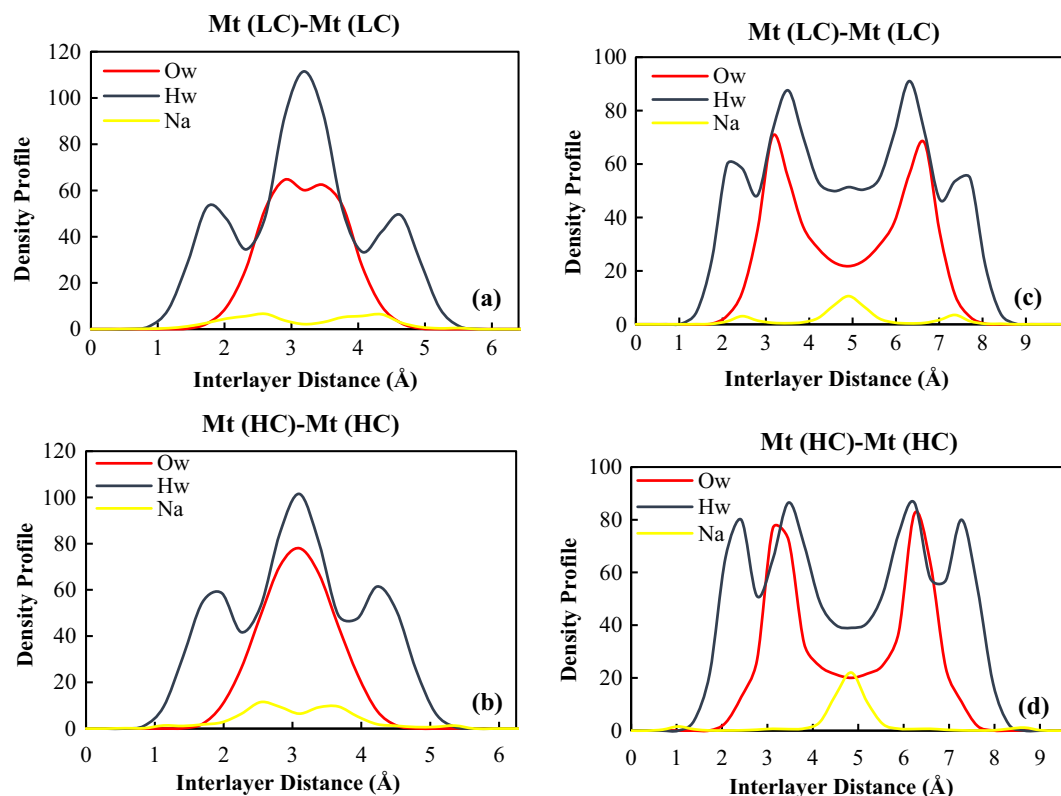 Mt (LC)-Mt (LC)
120
100
80
60
40
20
0
Density Profile
Ow
Hw
Na
(a)
0 1 2 3 4 5 6
Interlayer Distance (Å)
Mt (LC)-Mt (LC)
100
80
60
40
20
0
Density Profile
Ow
Hw
Na
(c)
0 1 2 3 4 5 6 7 8 9
Interlayer Distance (Å)
Mt (HC)-Mt (HC)
120
100
80
60
40
20
0
Density Profile
Ow
Hw
Na
(b)
0 1 2 3 4 5 6
Interlayer Distance (Å)
Mt (HC)-Mt (HC)
100
80
60
40
20
0
Density Profile
Ow
Hw
Na
(d)
0 1 2 3 4 5 6 7 8 9
Interlayer Distance (Å)